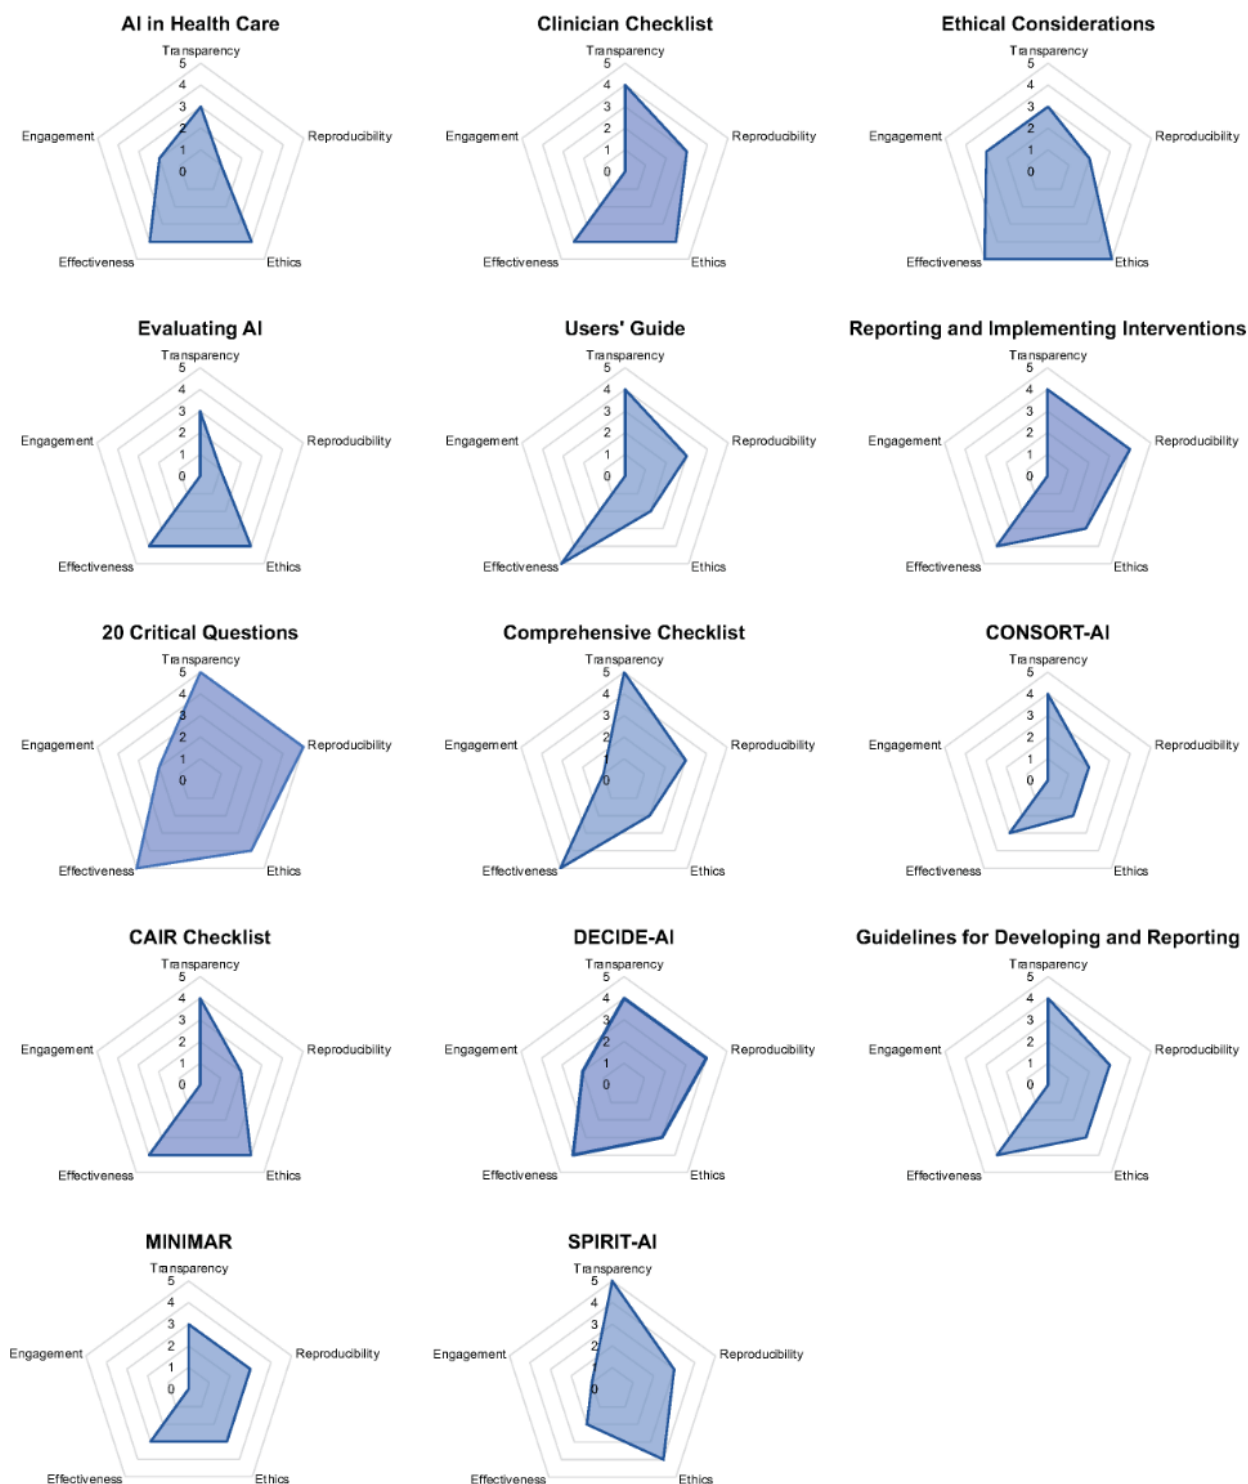 AI in Health Care
Transparency
5
4
3
2
1
0
Engagement
Reproducibility
Effectiveness
Ethics
Clinician Checklist
Transparency
5
4
3
2
1
0
Engagement
Reproducibility
Effectiveness
Ethics
Ethical Considerations
Transparency
5
4
3
2
1
0
Engagement
Reproducibility
Effectiveness
Ethics
Evaluating AI
Transparency
5
4
3
2
1
0
Engagement
Reproducibility
Effectiveness
Ethics
Users' Guide
Transparency
5
4
3
2
1
0
Engagement
Reproducibility
Effectiveness
Ethics
Reporting and Implementing Interventions
Transparency
5
4
3
2
1
0
Engagement
Reproducibility
Effectiveness
Ethics
20 Critical Questions
Transparency
5
4
3
2
1
0
Engagement
Reproducibility
Effectiveness
Ethics
Comprehensive Checklist
Transparency
5
4
3
2
1
0
Engagement
Reproducibility
Effectiveness
Ethics
CONSORT-AI
Transparency
5
4
3
2
1
0
Engagement
Reproducibility
Effectiveness
Ethics
CAIR Checklist
Transparency
5
4
3
2
1
0
Engagement
Reproducibility
Effectiveness
Ethics
DECIDE-AI
Transparency
5
4
3
2
1
0
Engagement
Reproducibility
Effectiveness
Ethics
Guidelines for Developing and Reporting
Transparency
5
4
3
2
1
0
Engagement
Reproducibility
Effectiveness
Ethics
MINIMAR
Transparency
5
4
3
2
1
0
Engagement
Reproducibility
Effectiveness
Ethics
SPIRIT-AI
Transparency
5
4
3
2
1
0
Engagement
Reproducibility
Effectiveness
Ethics